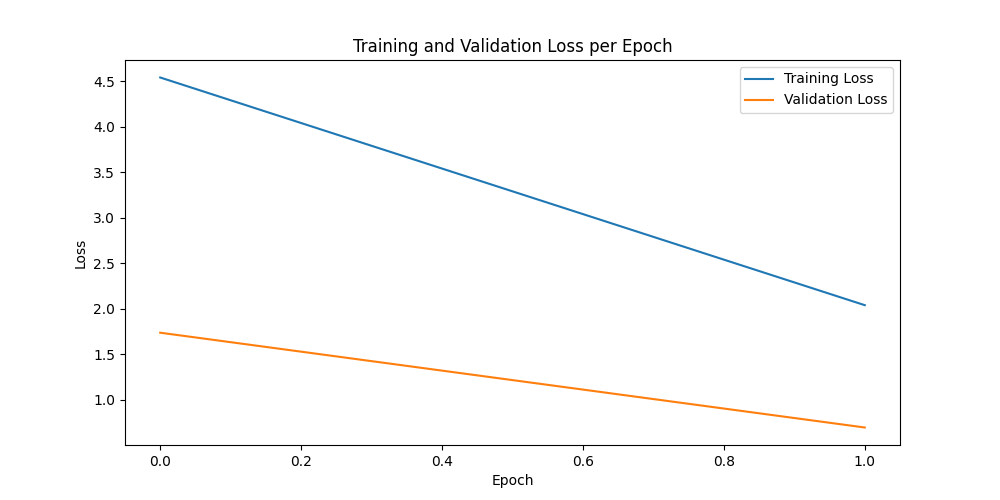 Training and Validation Loss per Epoch
Training Loss
Validation Loss
Loss
4.5
4.0
3.5
3.0
2.5
2.0
1.5
1.0
0.0 0.2 0.4 0.6 0.8 1.0
Epoch